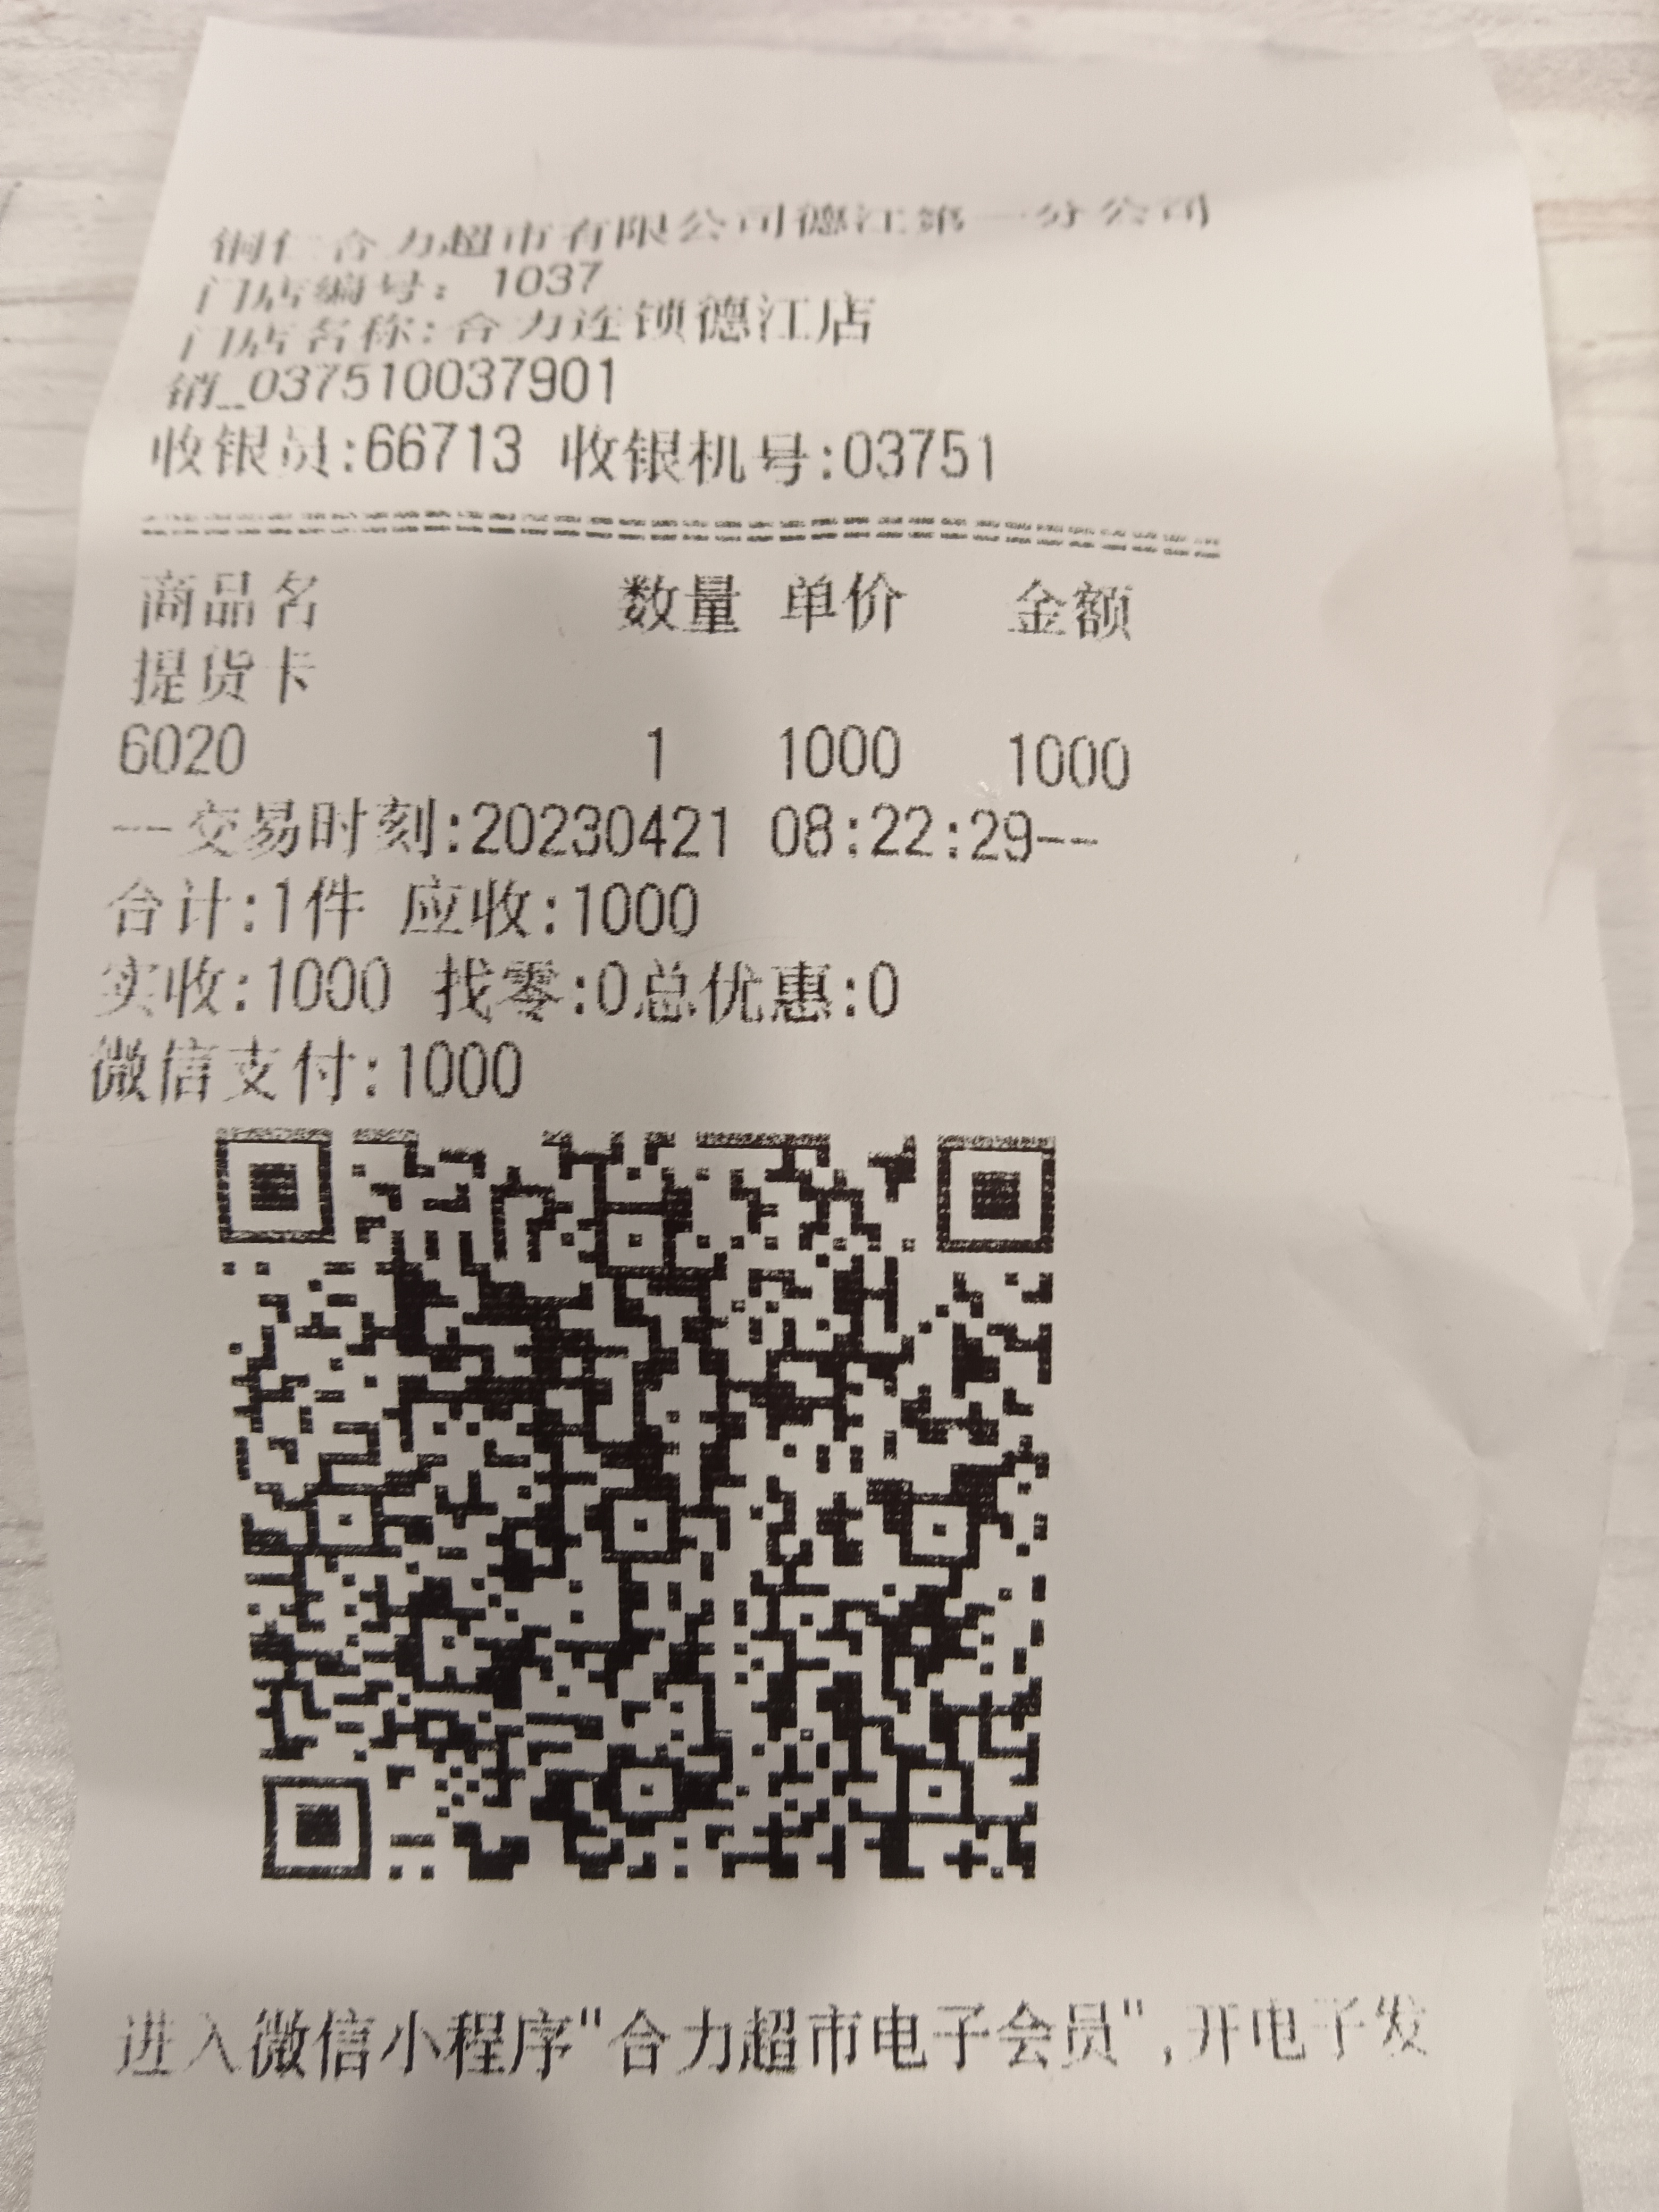 铜仁合力超市有限公司德江第一分公司
门店编号: 1037
门店名称:合力连锁德江店
销_037510037901
收银员:66713 收银机号:03751
商品名 数量 单价 金额
提货卡
6020 1 1000 1000
--交易时刻:20230421 08:22:29--
合计:1件 应收:1000
实收:1000 找零:0总优惠:0
微信支付:1000
进入微信小程序"合力超市电子会员",开电子发